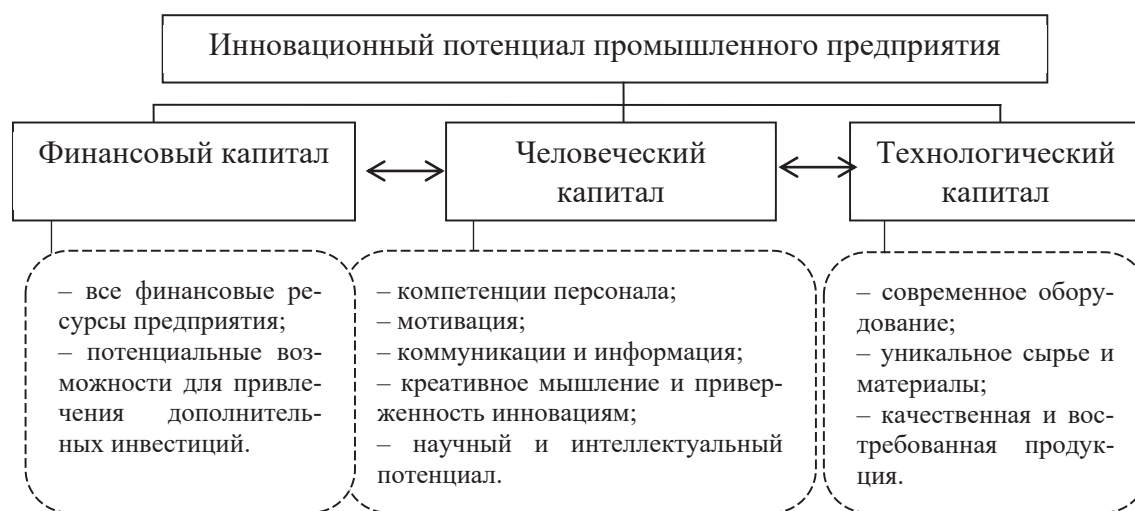 Инновационный потенциал промышленного предприятия
Финансовый капитал
Человеческий
капитал
Технологический
капитал
– все финансовые ре-
сурсы предприятия;
– потенциальные воз-
можности для привле-
чения дополнитель-
ных инвестиций.
– компетенции персонала;
– мотивация;
– коммуникации и информация;
– креативное мышление и привер-
женность инновациям;
– научный и интеллектуальный
потенциал.
– современное обору-
дование;
– уникальное сырье и
материалы;
– качественная и вос-
требованная продук-
ция.